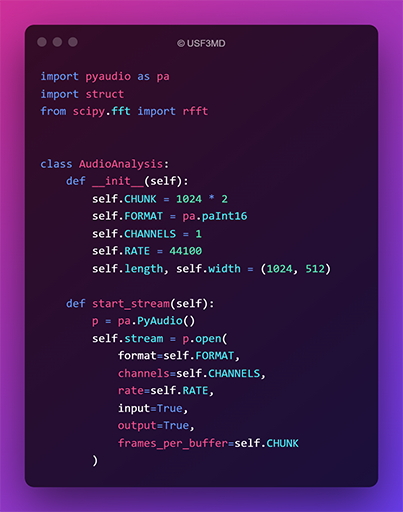 © USF3MD
import pyaudio as pa
import struct
from scipy.fft import rfft
class AudioAnalysis:
    def __init__(self):
        self.CHUNK = 1024 * 2
        self.FORMAT = pa.paInt16
        self.CHANNELS = 1
        self.RATE = 44100
        self.length, self.width = (1024, 512)
    def start_stream(self):
        p = pa.PyAudio()
        self.stream = p.open(
            format=self.FORMAT,
            channels=self.CHANNELS,
            rate=self.RATE,
            input=True,
            output=True,
            frames_per_buffer=self.CHUNK
        )